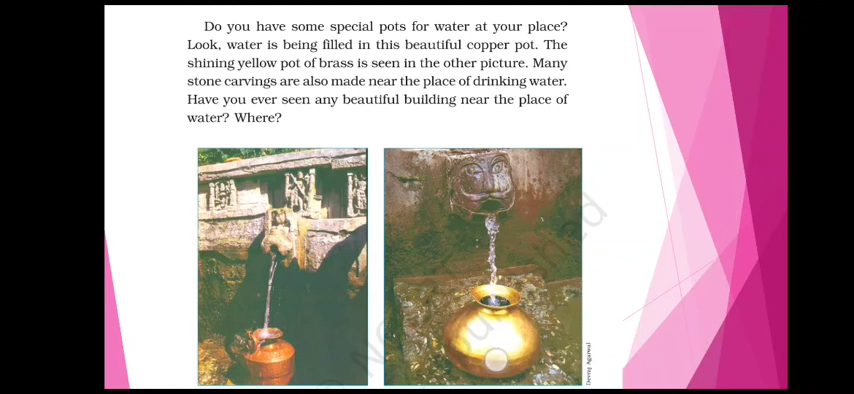 Do you have some special pots for water at your place?
Look, water is being filled in this beautiful copper pot. The
shining yellow pot of brass is seen in the other picture. Many
stone carvings are also made near the place of drinking water.
Have you ever seen any beautiful building near the place of
water? Where?
Deeraj Agarwal